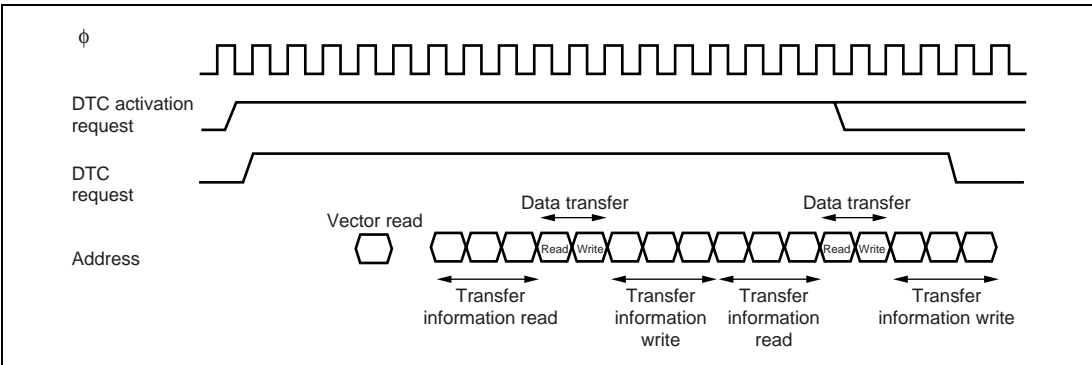 ϕ
DTC activation
request
DTC
request
Data transfer
Data transfer
Vector read
Address
Read
Write
Read
Write
Transfer
information read
Transfer
information
write
Transfer
information
read
Transfer
information write